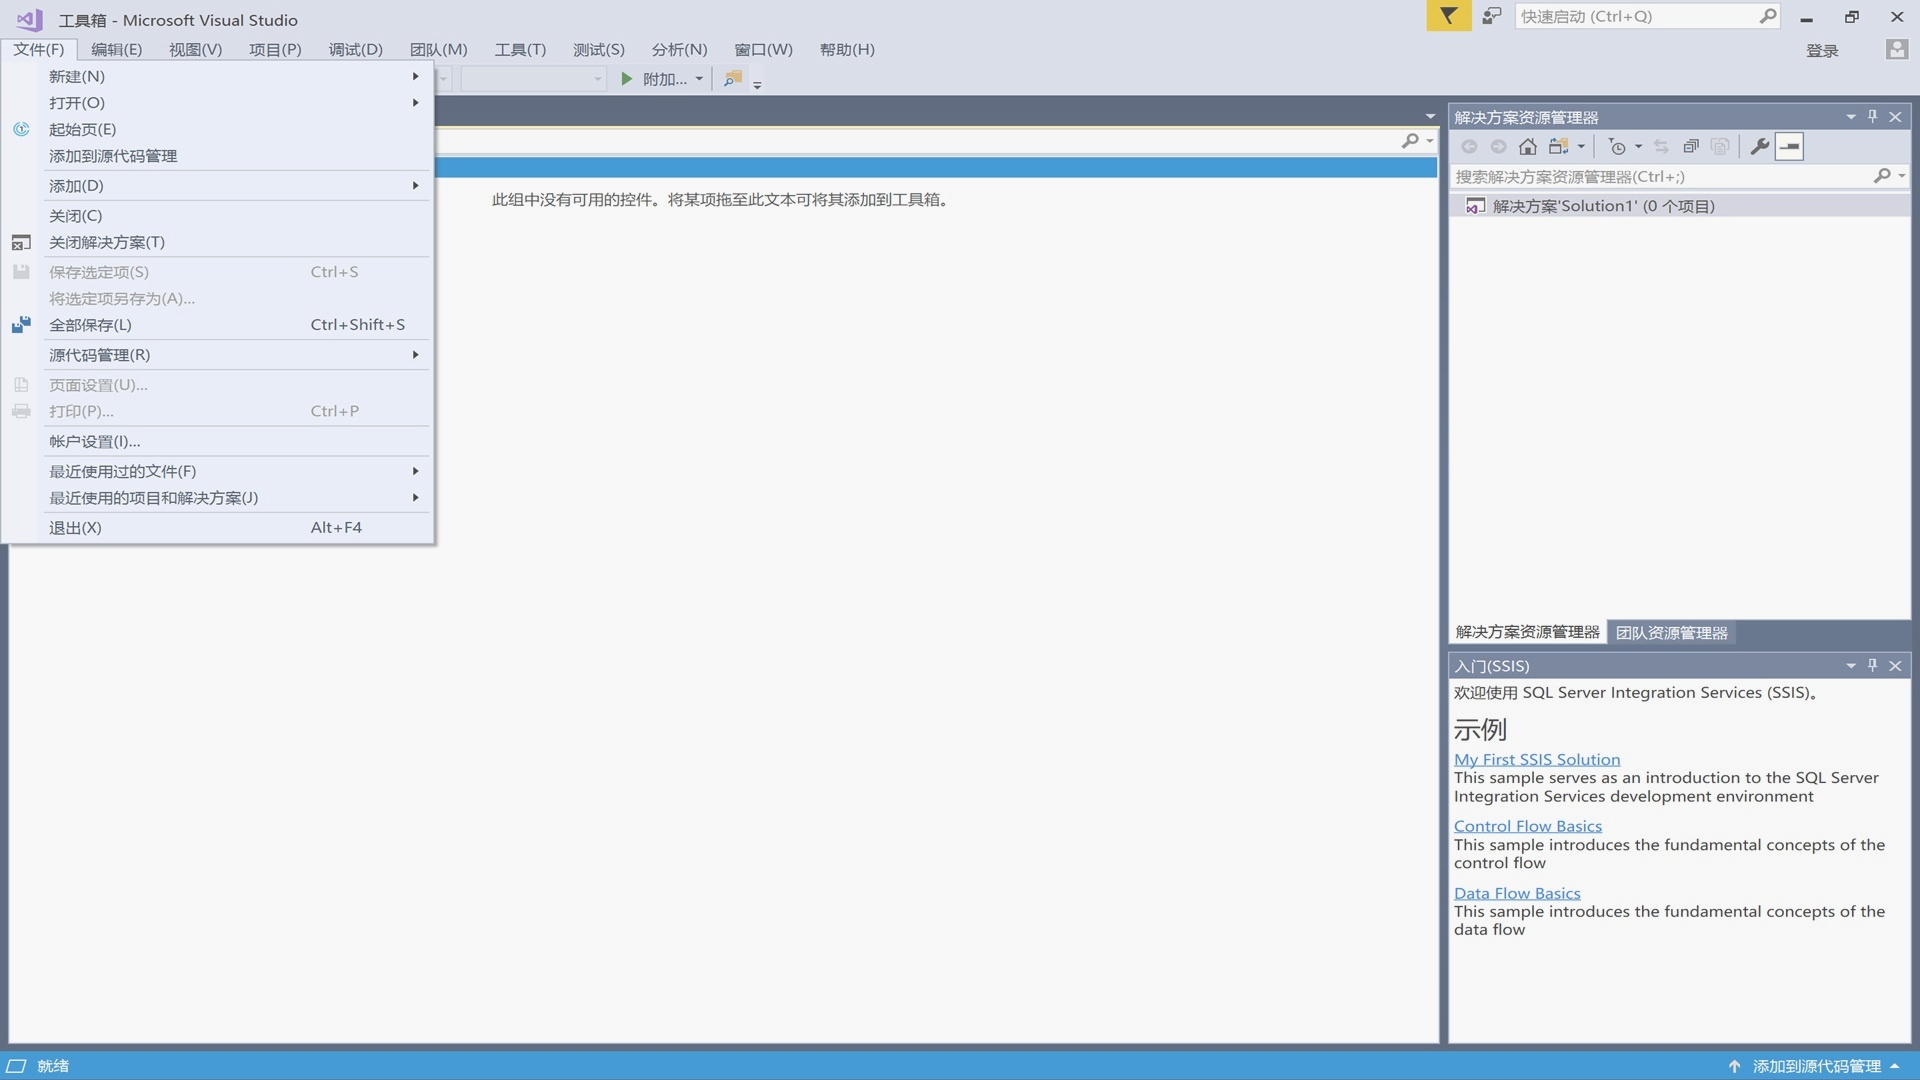 工具箱 - Microsoft Visual Studio
快速启动 (Ctrl+Q)
文件(F) 编辑(E) 视图(V) 项目(P) 调试(D) 团队(M) 工具(T) 测试(S) 分析(N) 窗口(W) 帮助(H)
登录
附加...
新建(N)
打开(O)
起始页(E)
添加到源代码管理
添加(D)
关闭(C)
关闭解决方案(T)
保存选定项(S) Ctrl+S
将选定项另存为(A)...
全部保存(L) Ctrl+Shift+S
源代码管理(R)
页面设置(U)...
打印(P)... Ctrl+P
帐户设置(I)...
最近使用过的文件(F)
最近使用的项目和解决方案(J)
退出(X) Alt+F4
此组中没有可用的控件。将某项拖至此文本可将其添加到工具箱。
解决方案资源管理器
搜索解决方案资源管理器(Ctrl+;)
解决方案'Solution1' (0 个项目)
解决方案资源管理器 团队资源管理器
入门(SSIS)
欢迎使用 SQL Server Integration Services (SSIS)。
示例
My First SSIS Solution
This sample serves as an introduction to the SQL Server
Integration Services development environment
Control Flow Basics
This sample introduces the fundamental concepts of the
control flow
Data Flow Basics
This sample introduces the fundamental concepts of the
data flow
就绪
添加到源代码管理